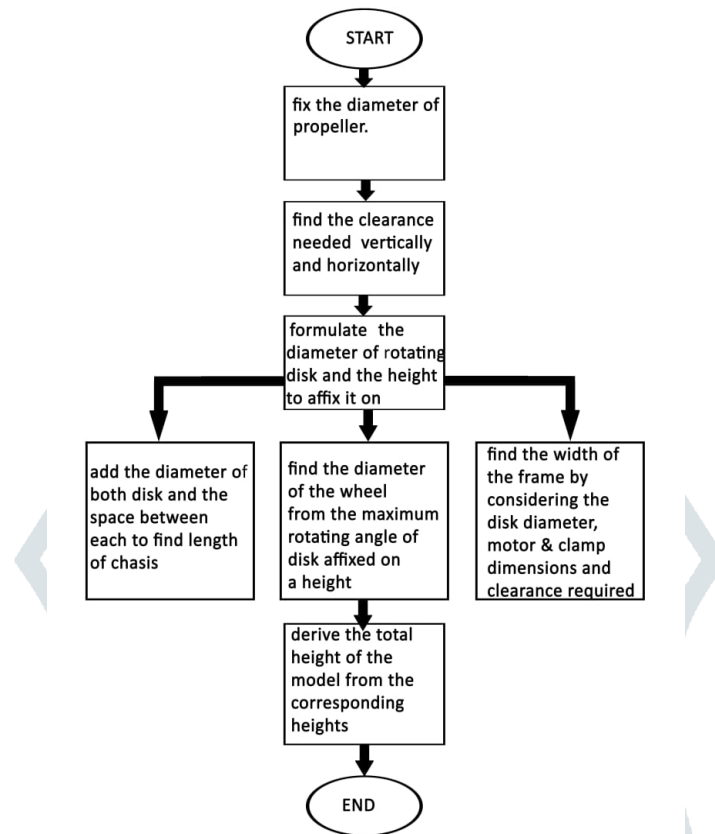 START
fix the diameter of
propeller.
find the clearance
needed vertically
and horizontally
formulate the
diameter of rotating
disk and the height
to affix it on
add the diameter of
both disk and the
space between
each to find length
of chasis
find the diameter
of the wheel
from the maximum
rotating angle of
disk affixed on
a height
find the width of
the frame by
considering the
disk diameter,
motor & clamp
dimensions and
clearance required
derive the total
height of the
model from the
corresponding
heights
END